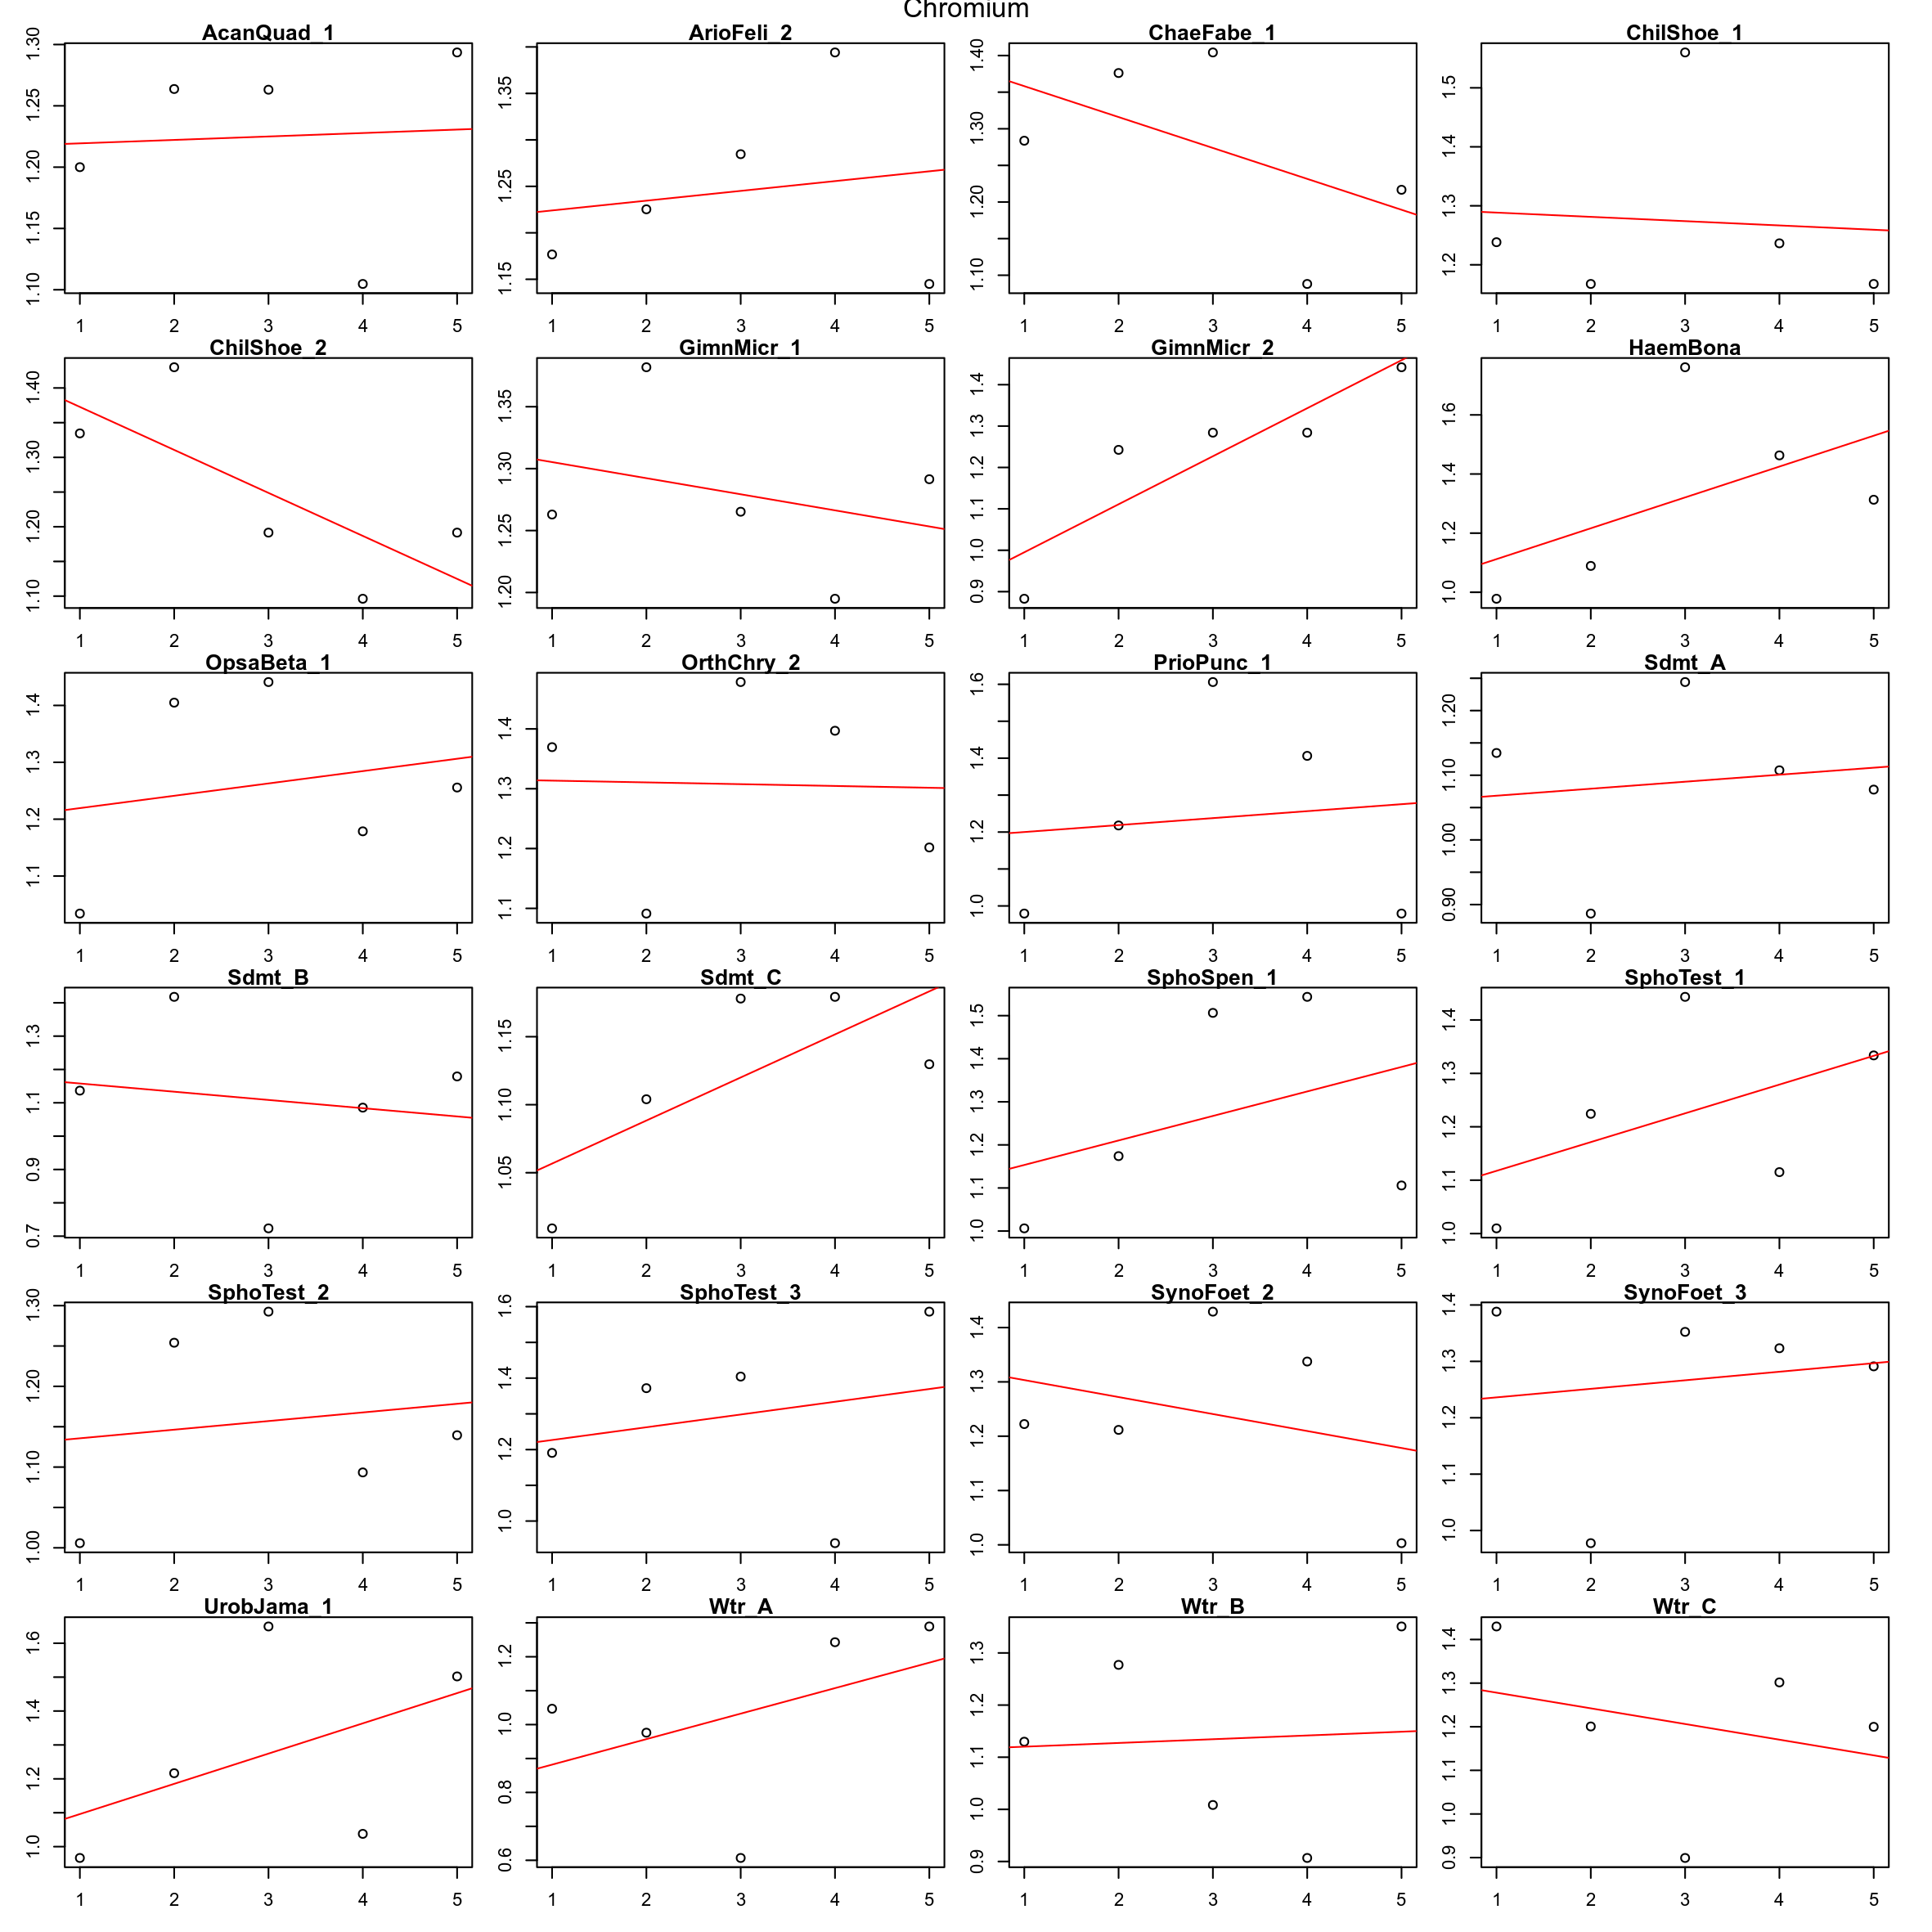 Chromium
AcanQuad_1
1.30
1.25
1.20
1.15
1.10
1 2 3 4 5
ArioFeli_2
1.35
1.25
1.15
1 2 3 4 5
ChaeFabe_1
1.40
1.30
1.20
1.10
1 2 3 4 5
ChilShoe_1
1.5
1.4
1.3
1.2
1 2 3 4 5
ChilShoe_2
1.40
1.30
1.20
1.10
1 2 3 4 5
GimnMicr_1
1.35
1.30
1.25
1.20
1 2 3 4 5
GimnMicr_2
1.4
1.3
1.2
1.1
1.0
0.9
1 2 3 4 5
HaemBona
1.6
1.4
1.2
1.0
1 2 3 4 5
OpsaBeta_1
1.4
1.3
1.2
1.1
1 2 3 4 5
OrthChry_2
1.4
1.3
1.2
1.1
1 2 3 4 5
PrioPunc_1
1.6
1.4
1.2
1.0
1 2 3 4 5
Sdmt_A
1.20
1.10
1.00
0.90
1 2 3 4 5
Sdmt_B
1.3
1.1
0.9
0.7
1 2 3 4 5
Sdmt_C
1.15
1.10
1.05
1 2 3 4 5
SphoSpen_1
1.5
1.4
1.3
1.2
1.1
1.0
1 2 3 4 5
SphoTest_1
1.4
1.3
1.2
1.1
1.0
1 2 3 4 5
SphoTest_2
1.30
1.20
1.10
1.00
1 2 3 4 5
SphoTest_3
1.6
1.4
1.2
1.0
1 2 3 4 5
SynoFoet_2
1.4
1.3
1.2
1.1
1.0
1 2 3 4 5
SynoFoet_3
1.4
1.3
1.2
1.1
1.0
1 2 3 4 5
UrobJama_1
1.6
1.4
1.2
1.0
1 2 3 4 5
Wtr_A
1.2
1.0
0.8
0.6
1 2 3 4 5
Wtr_B
1.3
1.2
1.1
1.0
0.9
1 2 3 4 5
Wtr_C
1.4
1.3
1.2
1.1
1.0
0.9
1 2 3 4 5